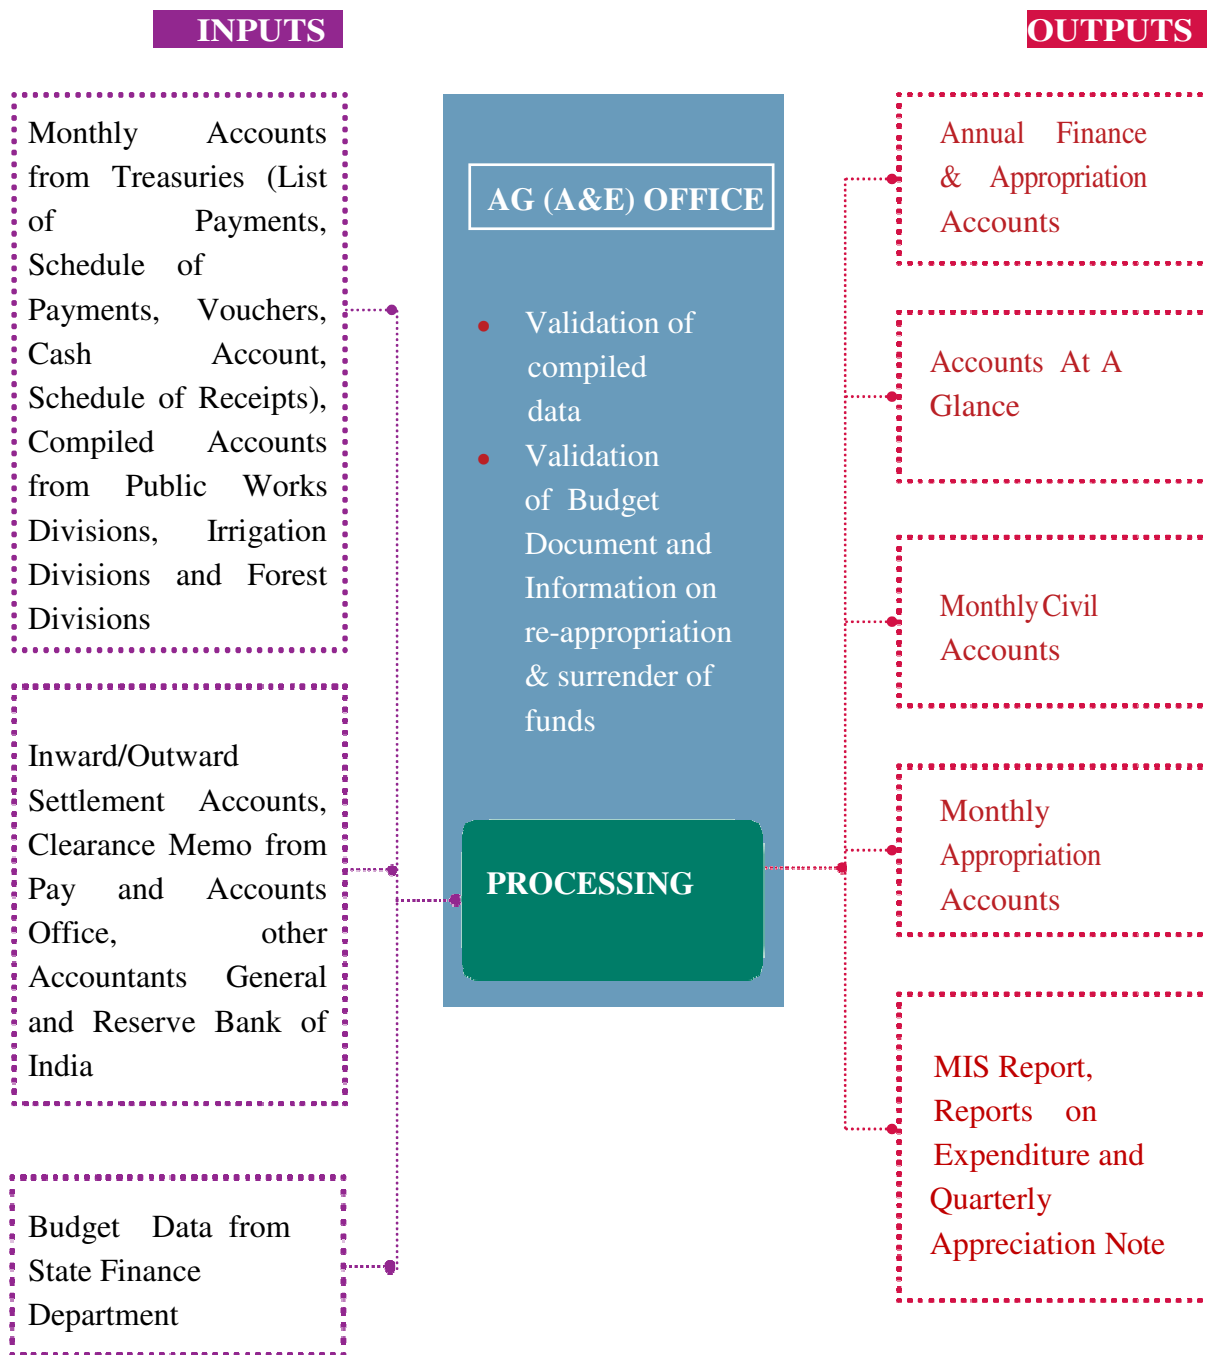 INPUTS
OUTPUTS
Monthly Accounts
from Treasuries (List
of Payments,
Schedule of
Payments, Vouchers,
Cash Account,
Schedule of Receipts),
Compiled Accounts
from Public Works
Divisions, Irrigation
Divisions and Forest
Divisions
Inward/Outward
Settlement Accounts,
Clearance Memo from
Pay and Accounts
Office, other
Accountants General
and Reserve Bank of
India
Budget Data from
State Finance
Department
AG (A&E) OFFICE
• Validation of
compiled
data
• Validation
of Budget
Document and
Information on
re-appropriation
& surrender of
funds
PROCESSING
Annual Finance
& Appropriation
Accounts
Accounts At A
Glance
Monthly Civil
Accounts
Monthly
Appropriation
Accounts
MIS Report,
Reports on
Expenditure and
Quarterly
Appreciation Note